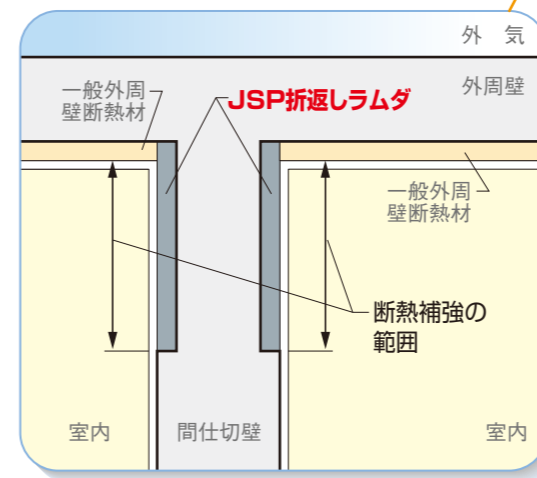 外　気
外周壁
一般外周
壁断熱材
JSP折返しラムダ
一般外周
壁断熱材
断熱補強の
範囲
室内
間仕切壁
室内